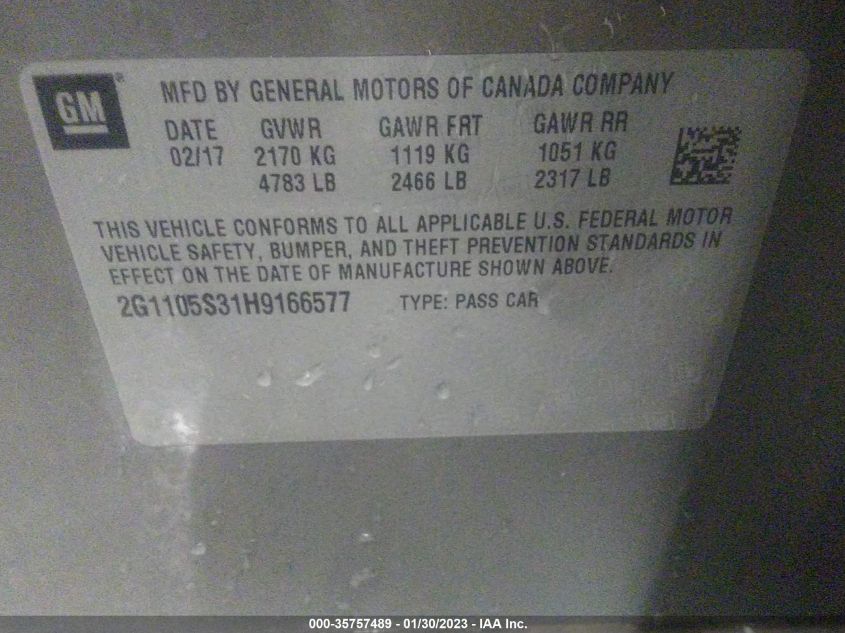 GM®
MFD BY GENERAL MOTORS OF CANADA COMPANY
DATE GVWR GAWR FRT GAWR RR
02/17 2170 KG 1119 KG 1051 KG
4783 LB 2466 LB 2317 LB
THIS VEHICLE CONFORMS TO ALL APPLICABLE U.S. FEDERAL MOTOR
VEHICLE SAFETY, BUMPER, AND THEFT PREVENTION STANDARDS IN
EFFECT ON THE DATE OF MANUFACTURE SHOWN ABOVE.
2G1105S31H9166577 TYPE: PASS CAR
000-35757489 - 01/30/2023 - IAA Inc.